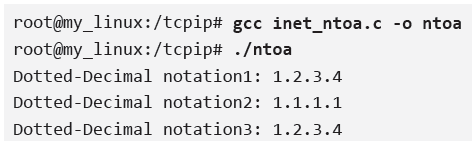 root@my_linux:/tcpip# gcc inet_ntoa.c -o ntoa
root@my_linux:/tcpip# ./ntoa
Dotted-Decimal notation1: 1.2.3.4
Dotted-Decimal notation2: 1.1.1.1
Dotted-Decimal notation3: 1.2.3.4